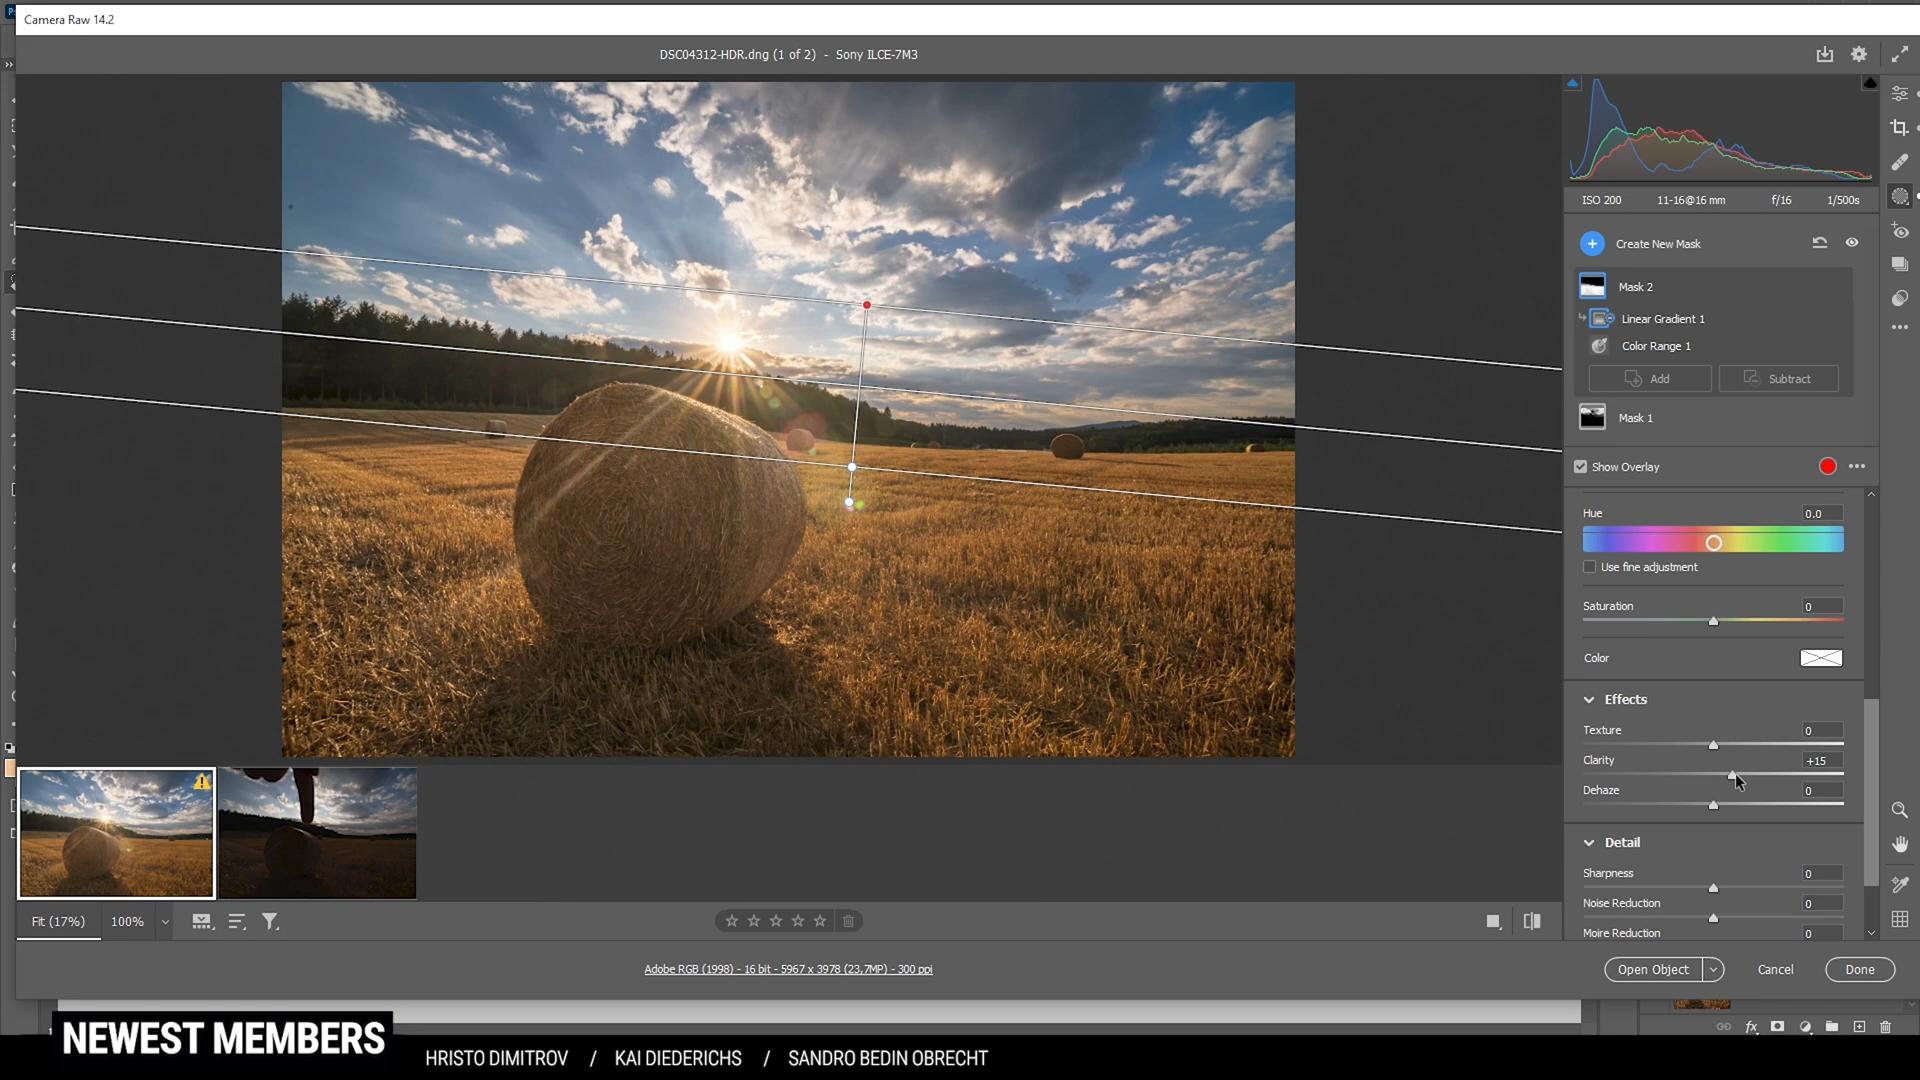 Camera Raw 14.2
DSC04312-HDR.dng (1 of 2) - Sony ILCE-7M3
ISO 200 11-16@16 mm f/16 1/500s
Create New Mask
Mask 2
Linear Gradient 1
Color Range 1
Add Subtract
Mask 1
Show Overlay
Hue 0.0
Use fine adjustment
Saturation 0
Color
Effects
Texture 0
Clarity +15
Dehaze 0
Detail
Sharpness 0
Noise Reduction 0
Moire Reduction 0
Fit (17%) 100%
Adobe RGB (1998) - 16 bit - 5967 x 3978 (23,7MP) - 300 ppi
Open Object Cancel Done
fx
NEWEST MEMBERS
HRISTO DIMITROV / KAI DIEDERICHS / SANDRO BEDIN OBRECHT